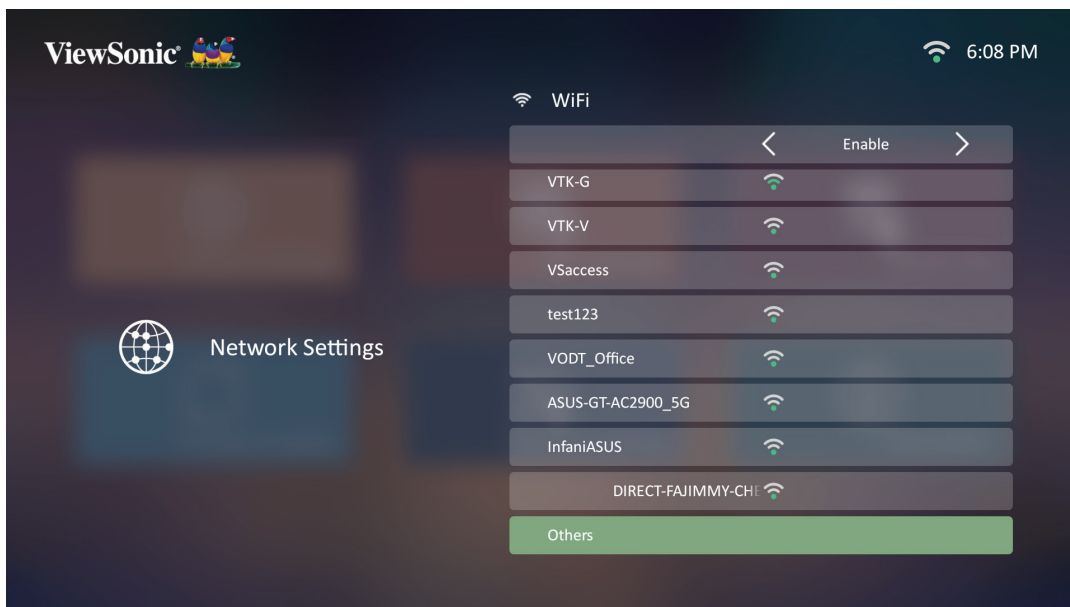 ViewSonic®
6:08 PM
WiFi
Enable
VTK-G
VTK-V
VSaccess
test123
Network Settings
VODT_Office
ASUS-GT-AC2900_5G
InfaniASUS
DIRECT-FAJIMMY-CHE
Others